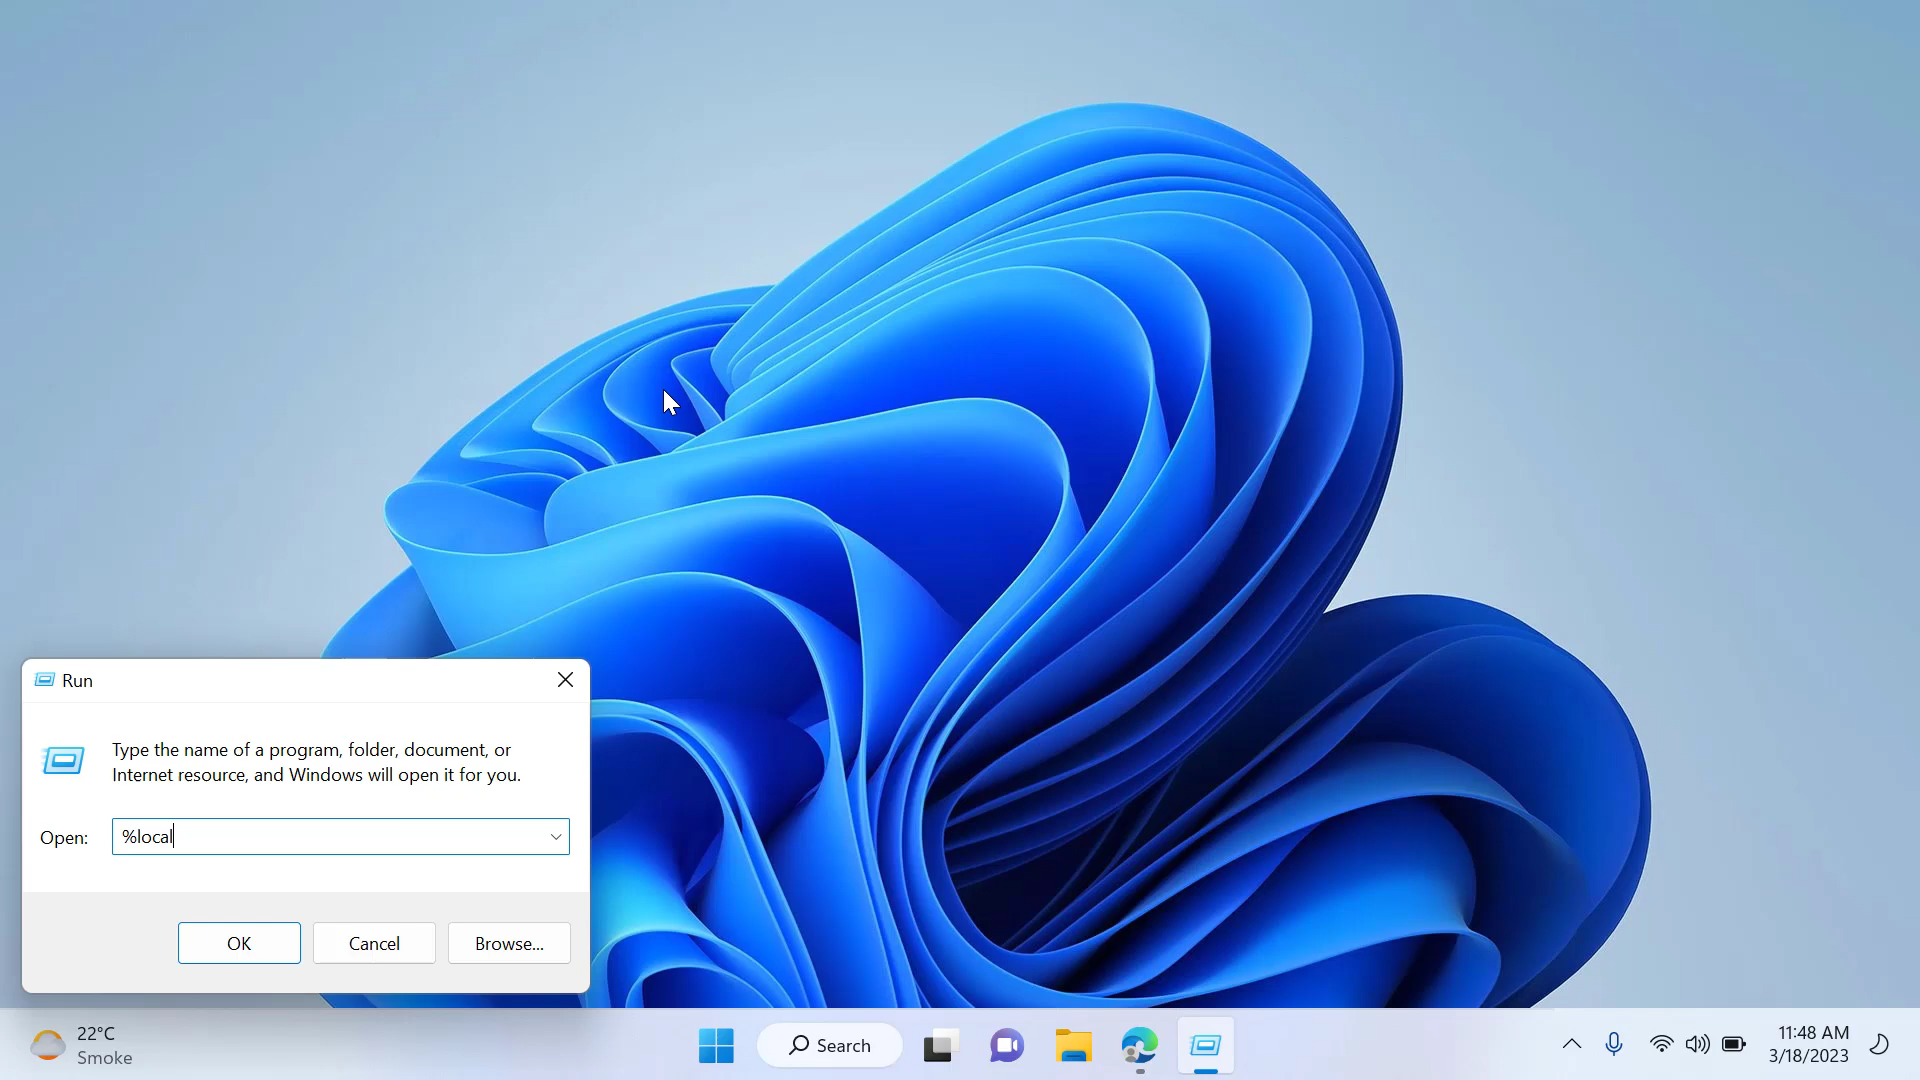 Run
Type the name of a program, folder, document, or
Internet resource, and Windows will open it for you.
Open:
%local
OK
Cancel
Browse...
22°C
Smoke
Search
11:48 AM
3/18/2023